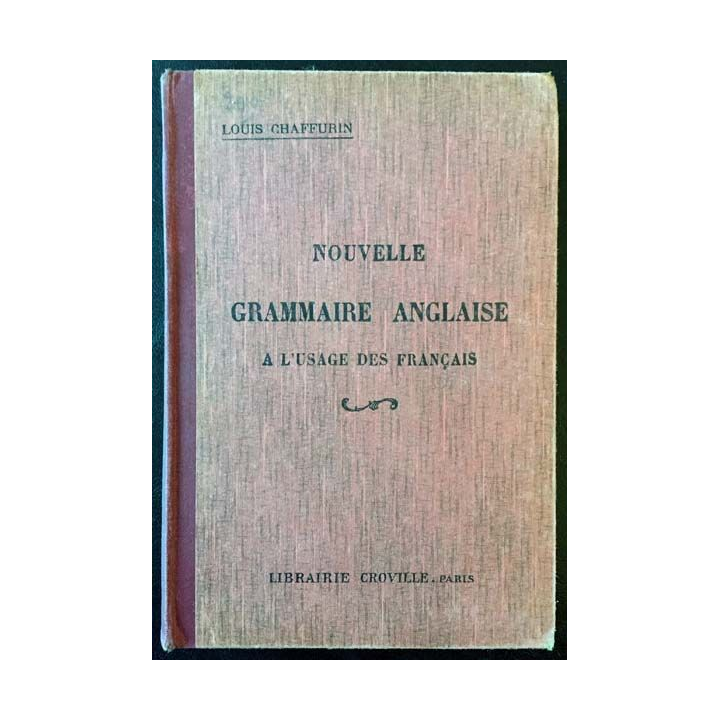 LOUIS CHAFFURIN
NOUVELLE
GRAMMAIRE ANGLAISE
A L'USAGE DES FRANÇAIS
LIBRAIRIE CROVILLE. PARIS